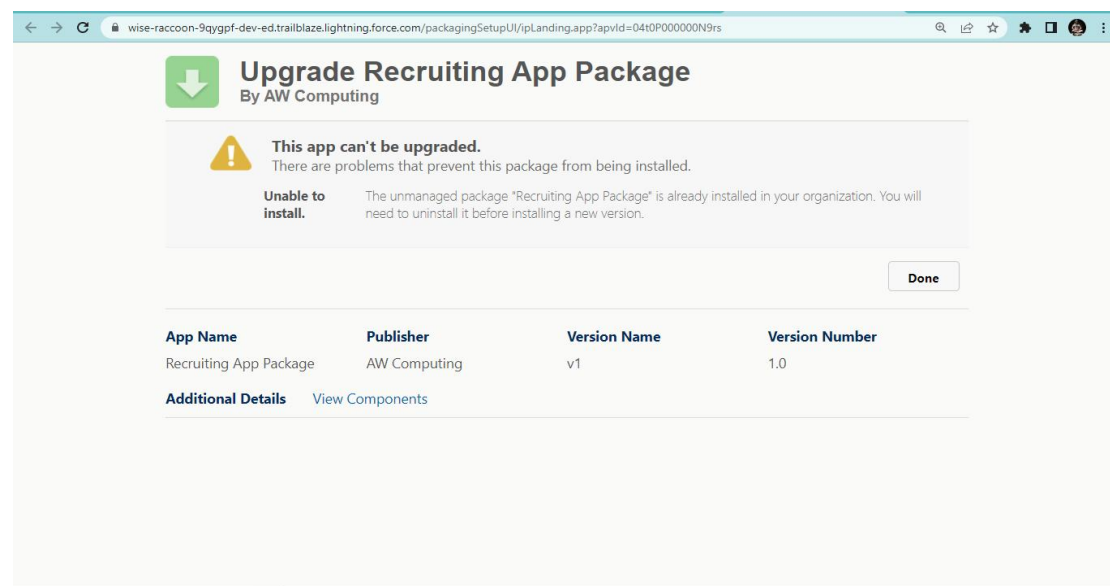 wise-raccoon-9qygpf-dev-ed.trailblaze.lightning.force.com/packagingSetupUI/ipLanding.app?apvId=04t0P000000N9rs
Upgrade Recruiting App Package
By AW Computing
This app can't be upgraded.
There are problems that prevent this package from being installed.
Unable to install.
The unmanaged package "Recruiting App Package" is already installed in your organization. You will
need to uninstall it before installing a new version.
Done
App Name Publisher Version Name Version Number
Recruiting App Package AW Computing v1 1.0
Additional Details View Components